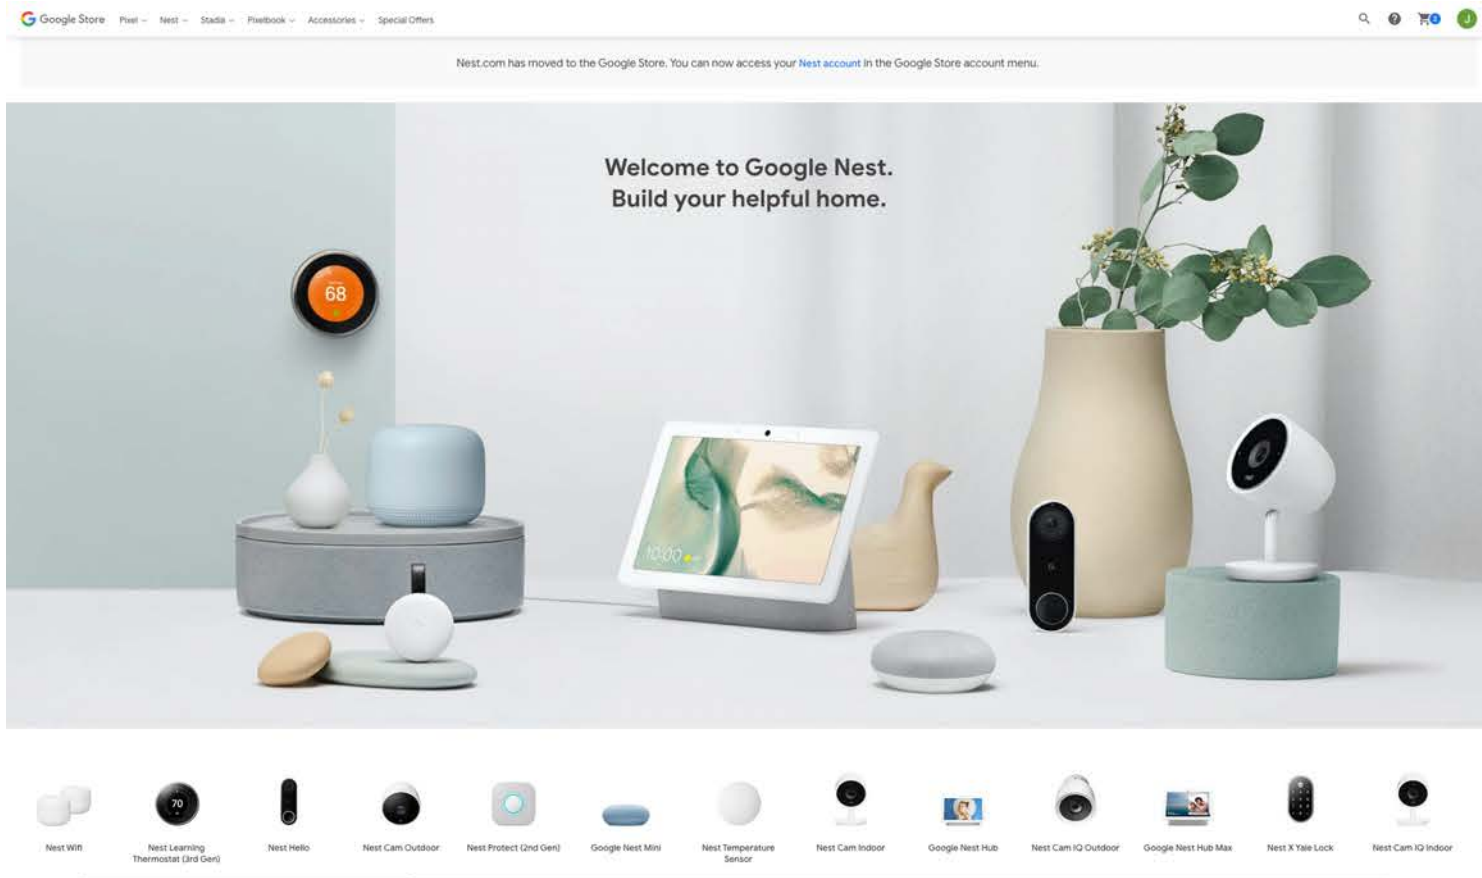 Google Store Pixel Nest Stadia Pixelbook Accessories Special Offers J
Nest.com has moved to the Google Store. You can now access your Nest account in the Google Store account menu.
Welcome to Google Nest.
Build your helpful home.
68
10:00
70
Nest Wifi
Nest Learning
Thermostat (3rd Gen)
Nest Hello
Nest Cam Outdoor
Nest Protect (2nd Gen)
Google Nest Mini
Nest Temperature
Sensor
Nest Cam Indoor
Google Nest Hub
Nest Cam IQ Outdoor
Google Nest Hub Max
Nest X Yale Lock
Nest Cam IQ Indoor